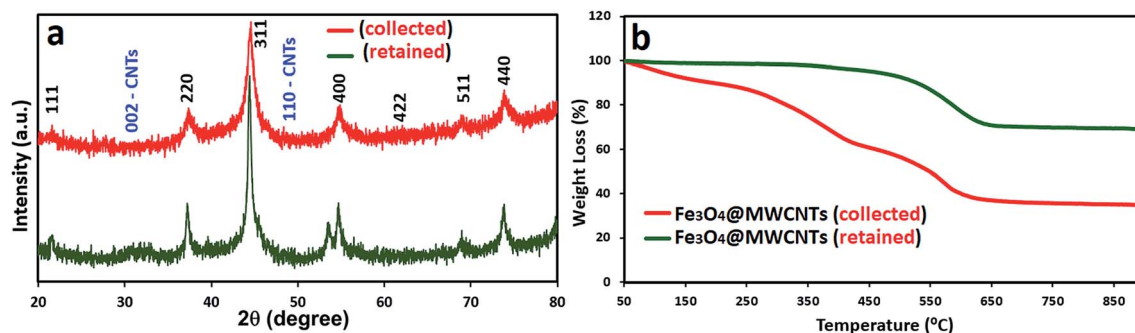 a
(collected)
(retained)
111
002 - CNTs
220
311
110 - CNTs
400
422
511
440
Intensity (a.u.)
20 30 40 50 60 70 80
2θ (degree)
b
120
100
80
60
40
20
0
Weight Loss (%)
Fe₃O₄@MWCNTs (collected)
Fe₃O₄@MWCNTs (retained)
50 150 250 350 450 550 650 750 850
Temperature (⁰C)